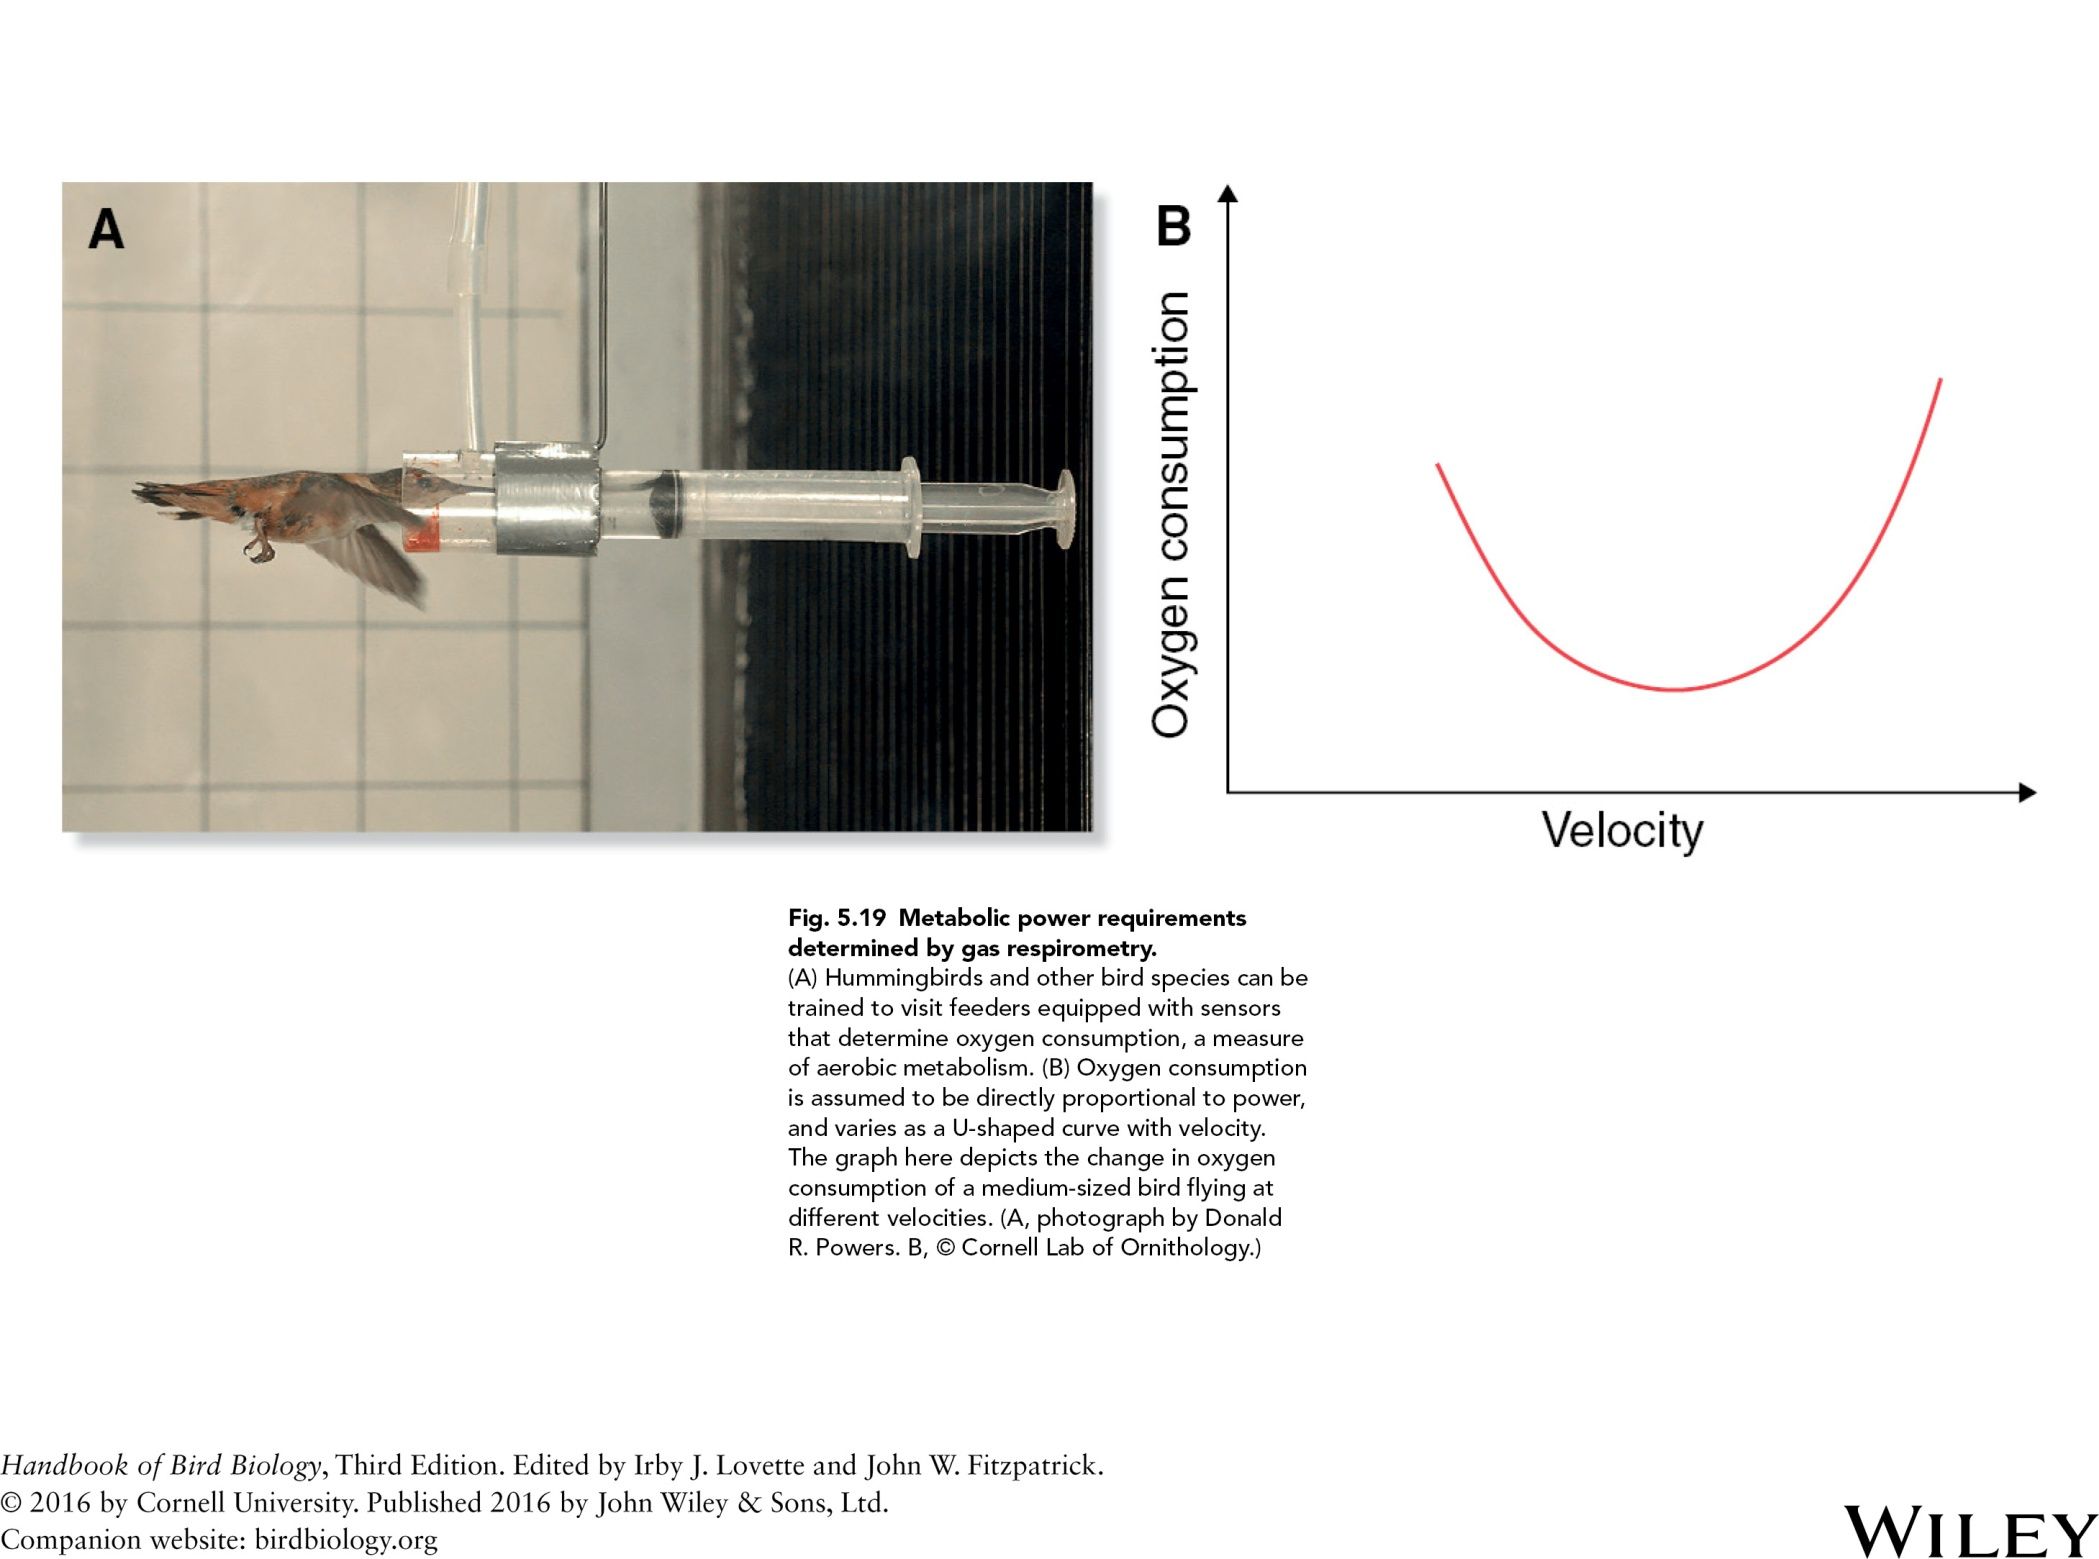 A
B
Oxygen consumption
Velocity
Fig. 5.19 Metabolic power requirements
determined by gas respirometry.
(A) Hummingbirds and other bird species can be
trained to visit feeders equipped with sensors
that determine oxygen consumption, a measure
of aerobic metabolism. (B) Oxygen consumption
is assumed to be directly proportional to power,
and varies as a U-shaped curve with velocity.
The graph here depicts the change in oxygen
consumption of a medium-sized bird flying at
different velocities. (A, photograph by Donald
R. Powers. B, © Cornell Lab of Ornithology.)
Handbook of Bird Biology, Third Edition. Edited by Irby J. Lovette and John W. Fitzpatrick.
© 2016 by Cornell University. Published 2016 by John Wiley & Sons, Ltd.
Companion website: birdbiology.org
WILEY